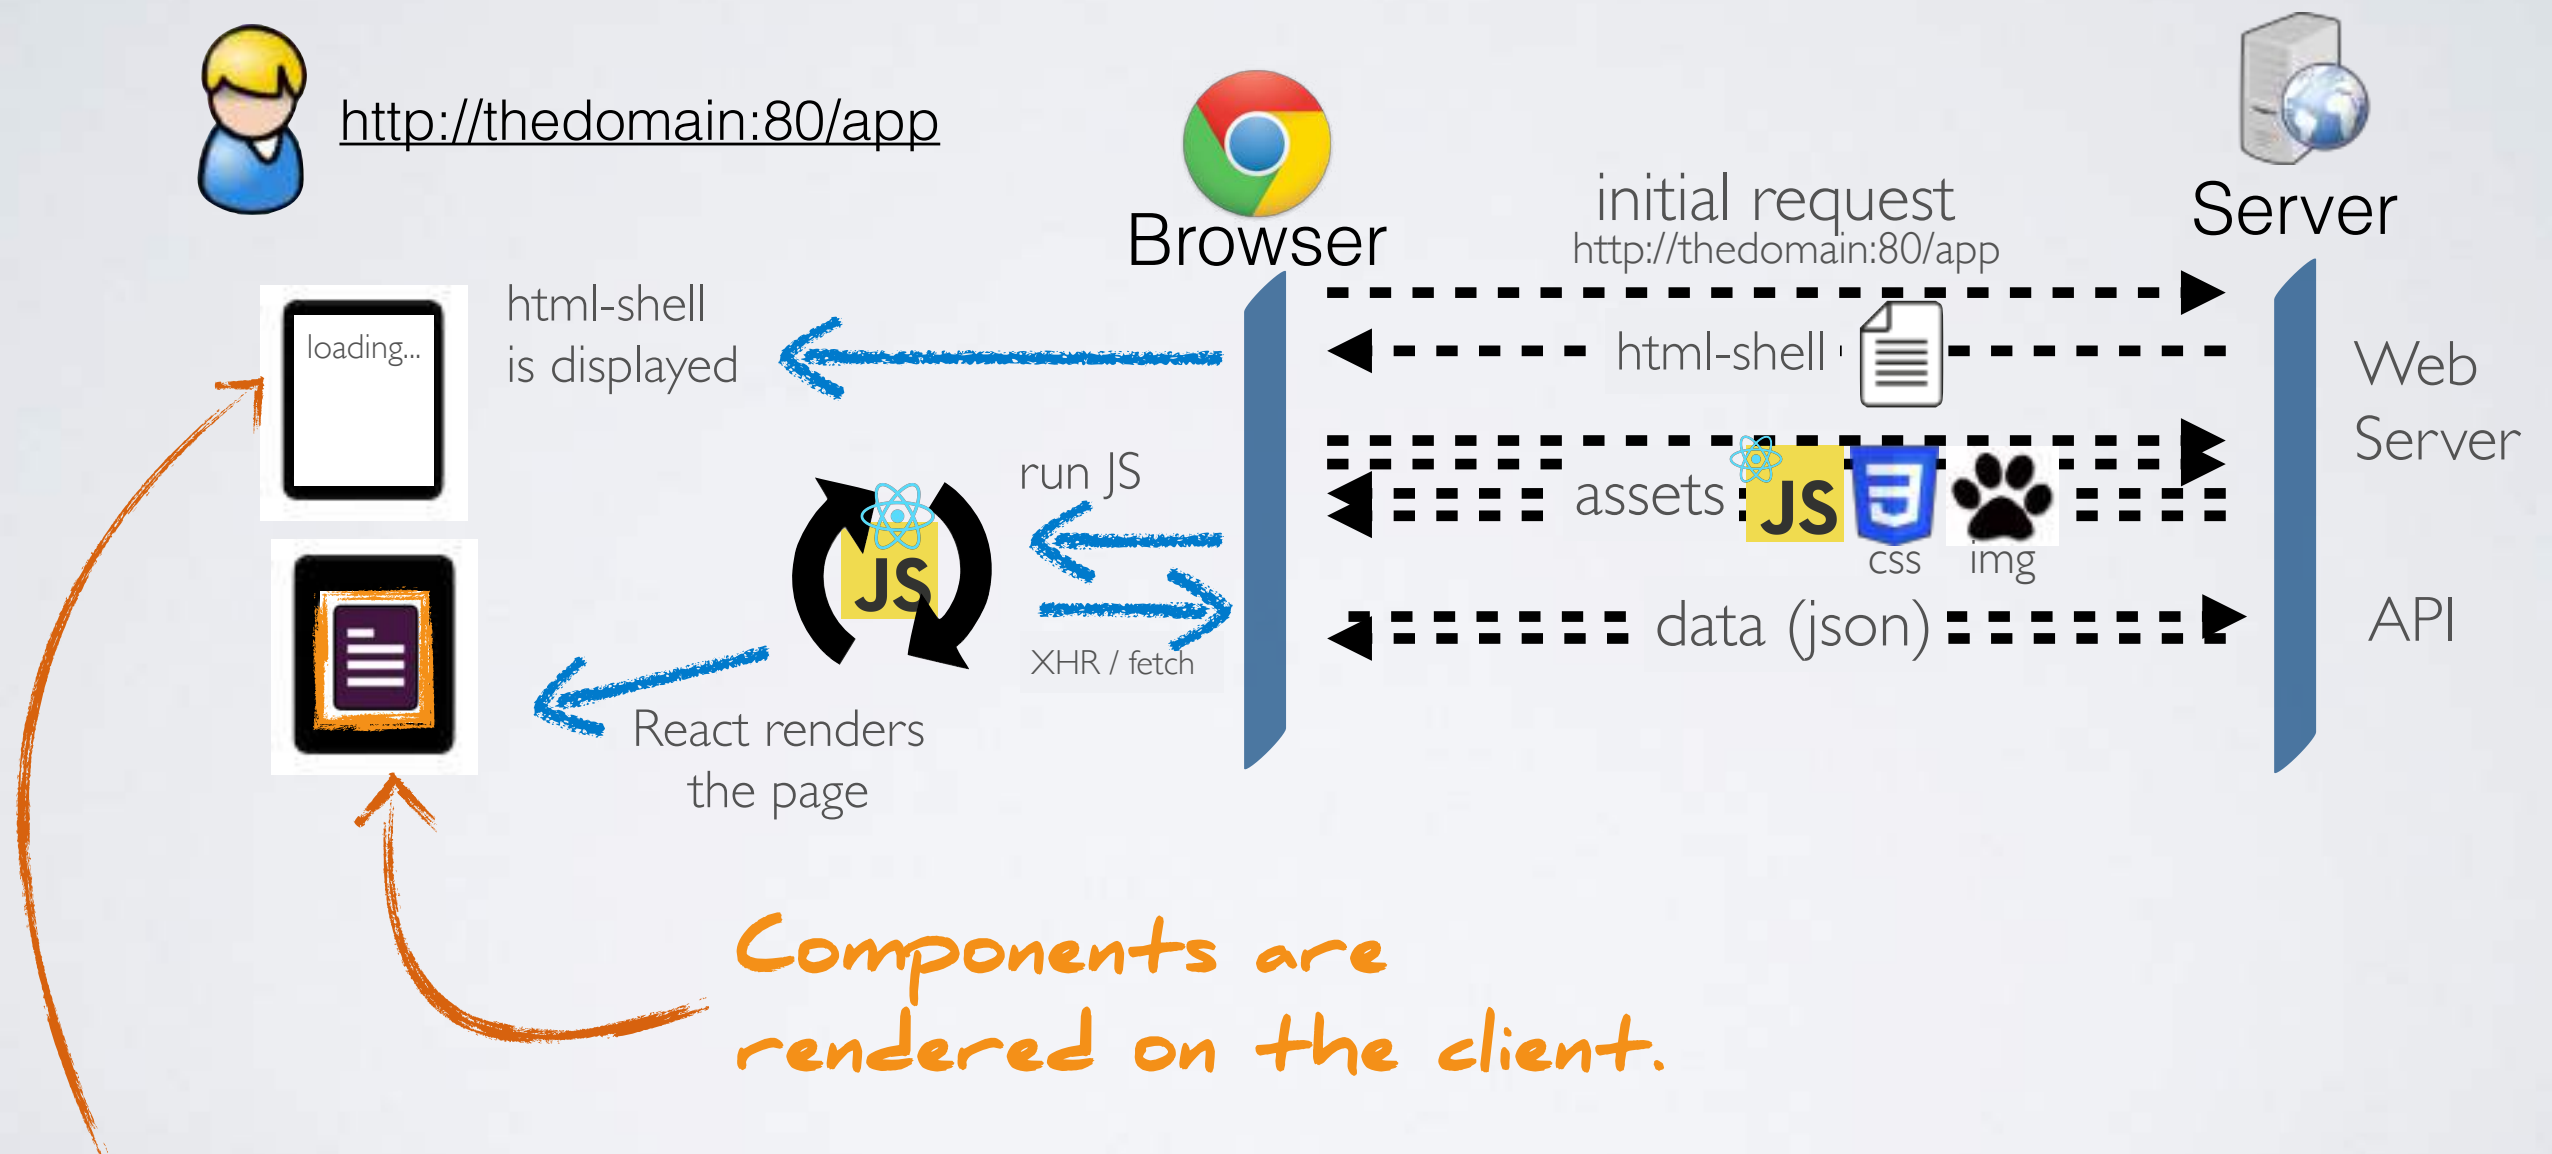 http://thedomain:80/app
Browser
initial request
http://thedomain:80/app
Server
html-shell
is displayed
loading...
html-shell
Web
Server
run JS
assets
JS
css
img
JS
XHR / fetch
data (json)
API
React renders
the page
Components are
rendered on the client.